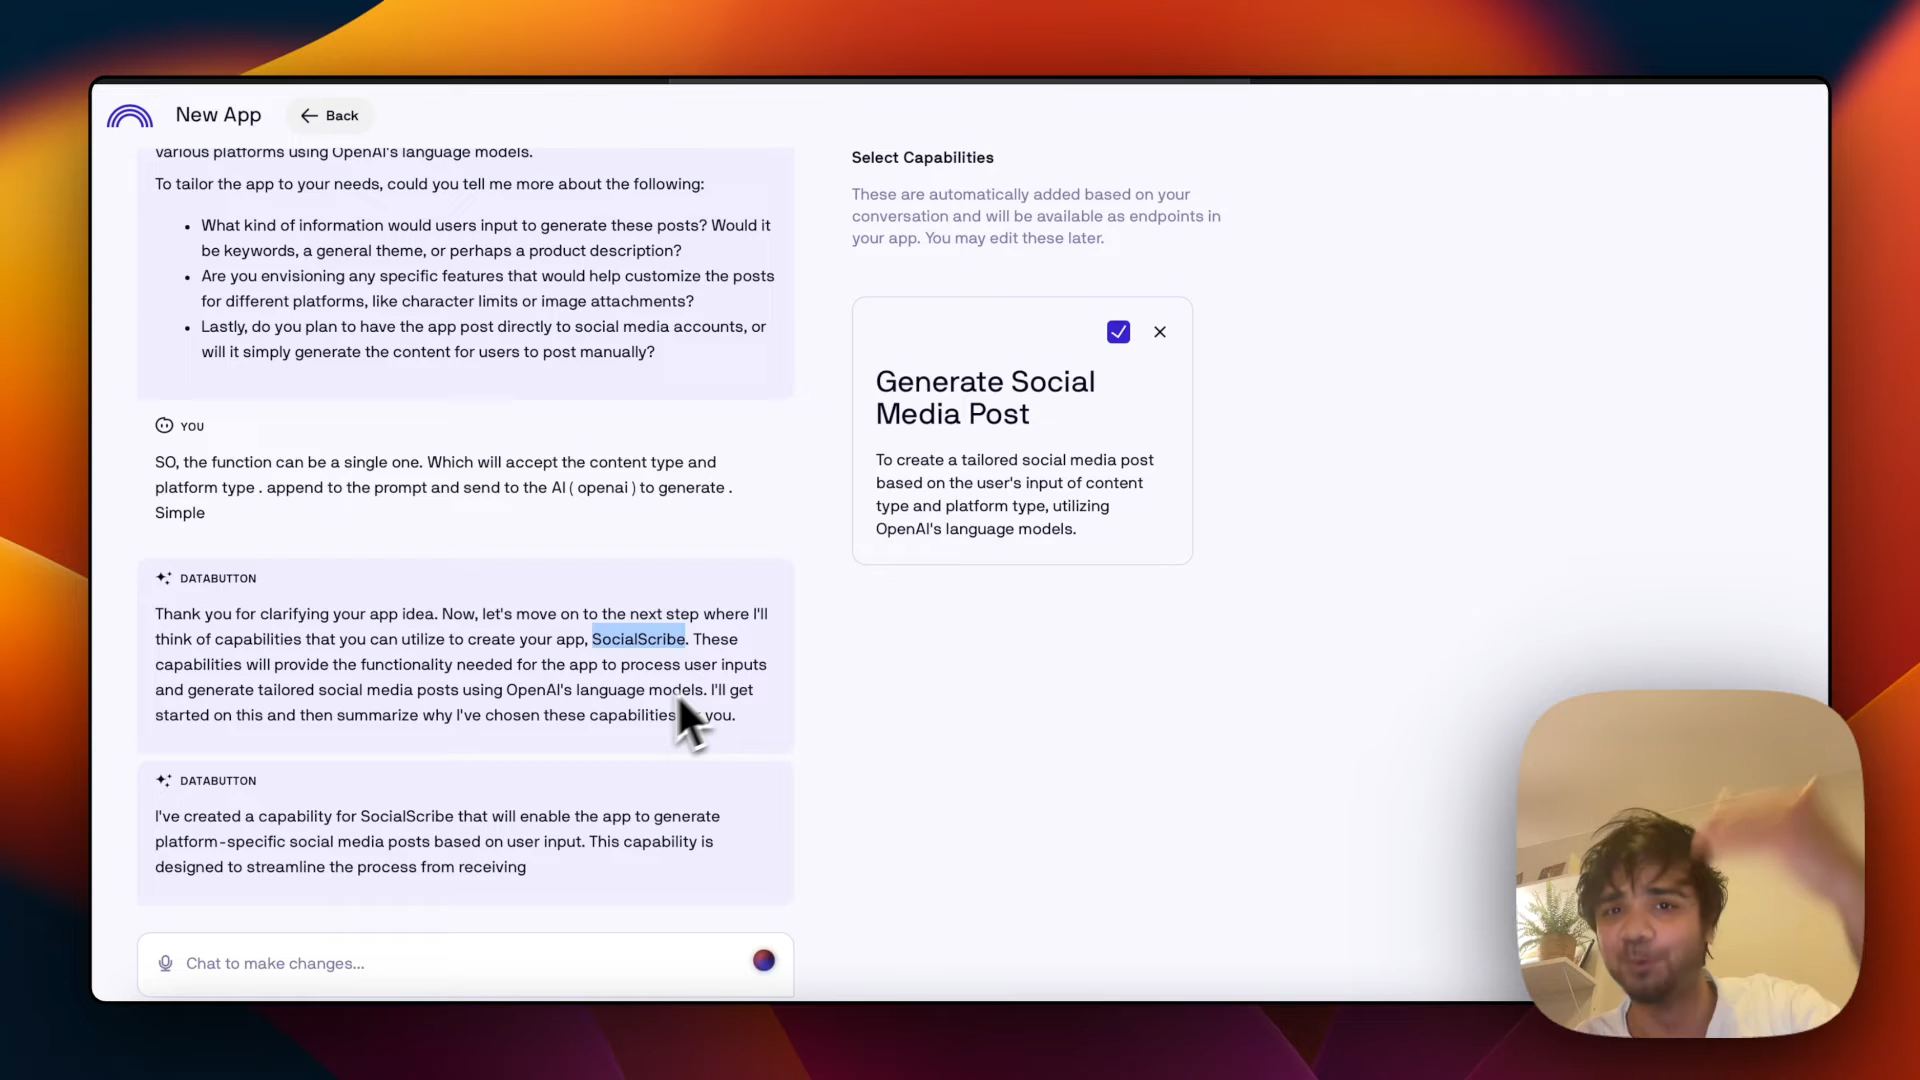 New App
Back
various platforms using OpenAI's language models.
To tailor the app to your needs, could you tell me more about the following:
What kind of information would users input to generate these posts? Would it
be keywords, a general theme, or perhaps a product description?
Are you envisioning any specific features that would help customize the posts
for different platforms, like character limits or image attachments?
Lastly, do you plan to have the app post directly to social media accounts, or
will it simply generate the content for users to post manually?
YOU
SO, the function can be a single one. Which will accept the content type and
platform type . append to the prompt and send to the AI ( openai ) to generate .
Simple
DATABUTTON
Thank you for clarifying your app idea. Now, let's move on to the next step where I'll
think of capabilities that you can utilize to create your app, SocialScribe. These
capabilities will provide the functionality needed for the app to process user inputs
and generate tailored social media posts using OpenAI's language models. I'll get
started on this and then summarize why I've chosen these capabilities you.
DATABUTTON
I've created a capability for SocialScribe that will enable the app to generate
platform-specific social media posts based on user input. This capability is
designed to streamline the process from receiving
Chat to make changes...
Select Capabilities
These are automatically added based on your
conversation and will be available as endpoints in
your app. You may edit these later.
Generate Social
Media Post
To create a tailored social media post
based on the user's input of content
type and platform type, utilizing
OpenAI's language models.